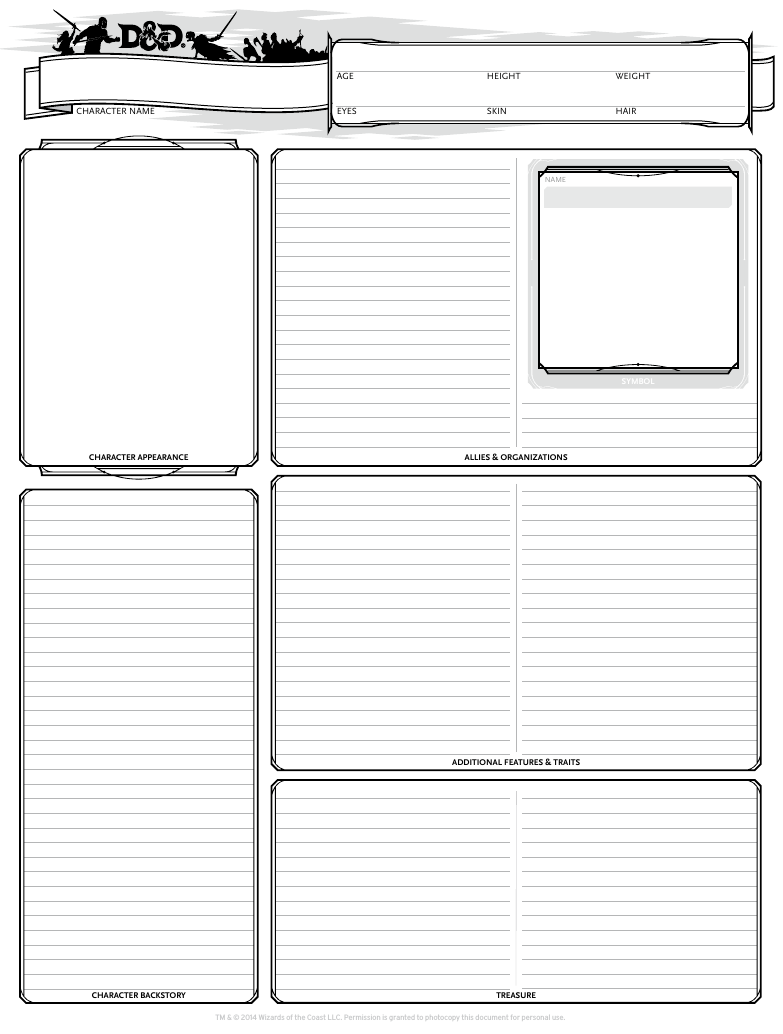 D&D®
AGE HEIGHT WEIGHT
CHARACTER NAME
EYES SKIN HAIR
NAME
SYMBOL
CHARACTER APPEARANCE
ALLIES & ORGANIZATIONS
ADDITIONAL FEATURES & TRAITS
CHARACTER BACKSTORY
TREASURE
TM & © 2014 Wizards of the Coast LLC. Permission is granted to photocopy this document for personal use.